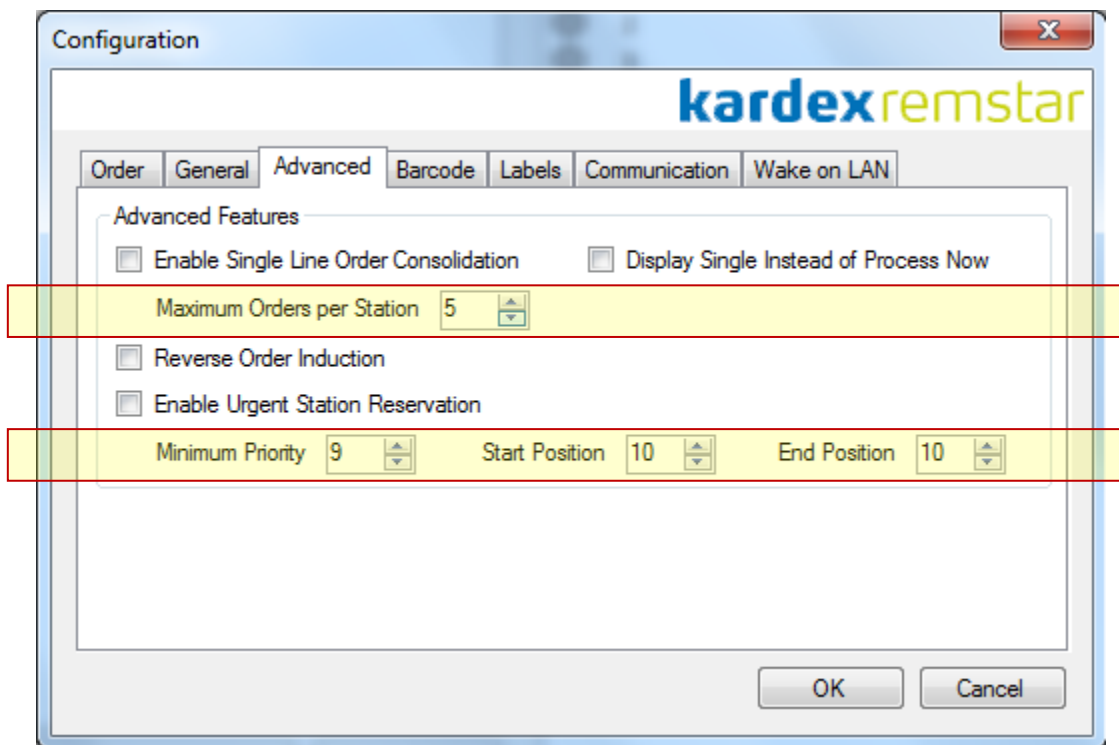 Configuration
X
kardexremstar
Order General Advanced Barcode Labels Communication Wake on LAN
Advanced Features
Enable Single Line Order Consolidation Display Single Instead of Process Now
Maximum Orders per Station 5
Reverse Order Induction
Enable Urgent Station Reservation
Minimum Priority 9 Start Position 10 End Position 10
OK Cancel